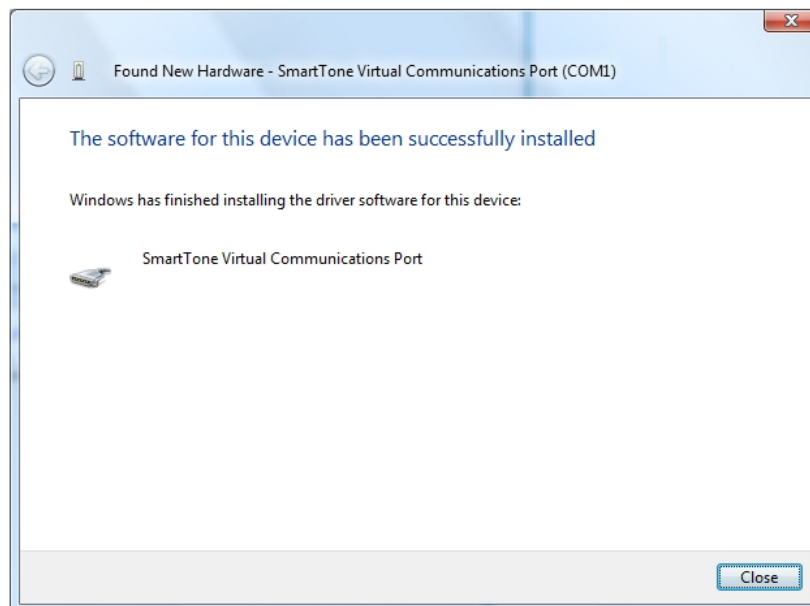 Found New Hardware - SmartTone Virtual Communications Port (COM1)
The software for this device has been successfully installed
Windows has finished installing the driver software for this device:
SmartTone Virtual Communications Port
Close